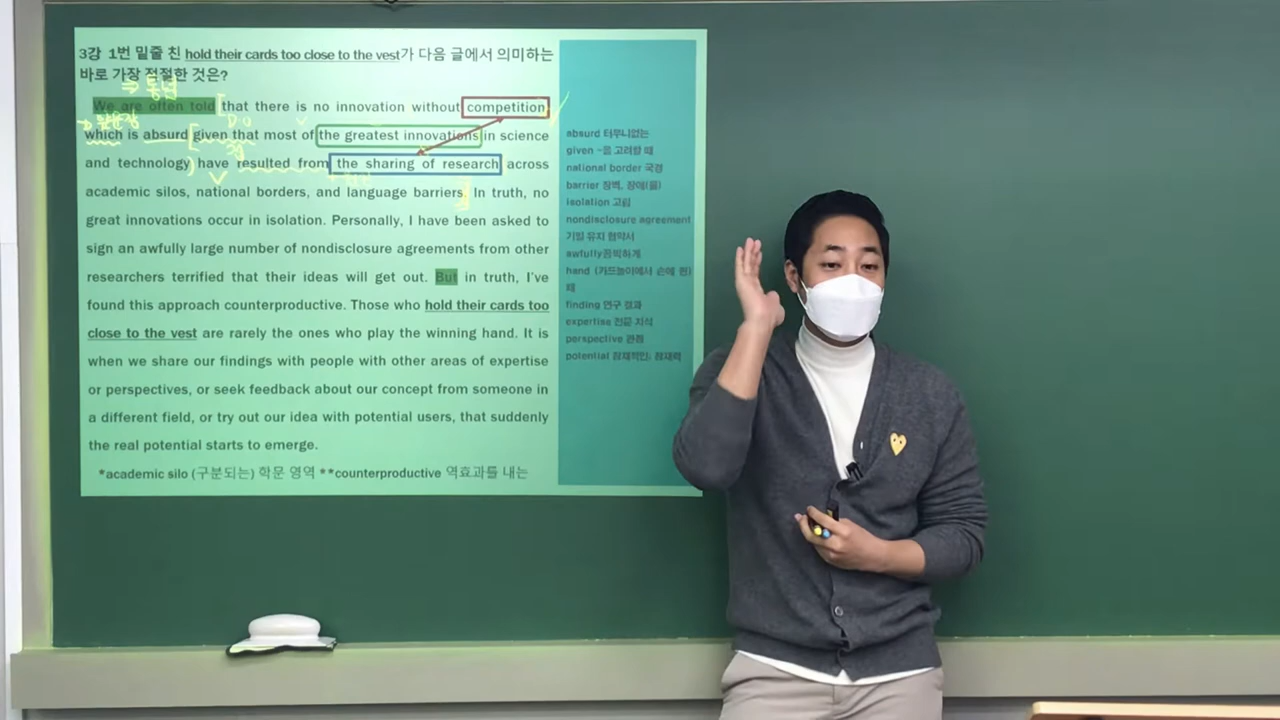 3강 1번 밑줄 친 hold their cards too close to the vest가 다음 글에서 의미하는
바로 가장 적절한 것은?
통념
We are often told that there is no innovation without competition,
which is absurd given that most of the greatest innovations in science
and technology have resulted from the sharing of research across
academic silos, national borders, and language barriers. In truth, no
great innovations occur in isolation. Personally, I have been asked to
sign an awfully large number of nondisclosure agreements from other
researchers terrified that their ideas will get out. But in truth, I've
found this approach counterproductive. Those who hold their cards too
close to the vest are rarely the ones who play the winning hand. It is
when we share our findings with people with other areas of expertise
or perspectives, or seek feedback about our concept from someone in
a different field, or try out our idea with potential users, that suddenly
the real potential starts to emerge.
*academic silo (구분되는) 학문 영역 **counterproductive 역효과를 내는
absurd 터무니없는
given ~을 고려할 때
national border 국경
barrier 장벽, 장애(물)
isolation 고립
nondisclosure agreement
기밀 유지 협약서
awfully 끔찍하게
hand (카드놀이에서 손에 쥔)
패
finding 연구 결과
expertise 전문 지식
perspective 관점
potential 잠재적인; 잠재력